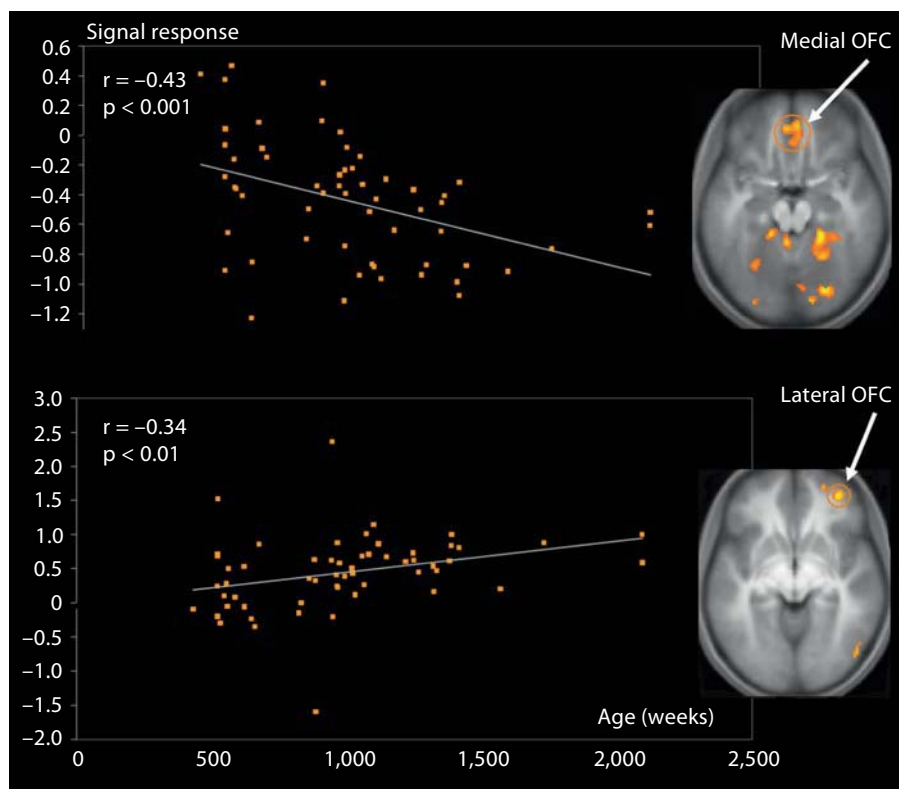 Signal response
Medial OFC
0.6
0.4
0.2
0
−0.2
−0.4
−0.6
−0.8
−1.0
−1.2
r = −0.43
p < 0.001
Lateral OFC
3.0
2.5
2.0
1.5
1.0
0.5
0
−0.5
−1.0
−1.5
−2.0
r = −0.34
p < 0.01
Age (weeks)
0 500 1,000 1,500 2,000 2,500